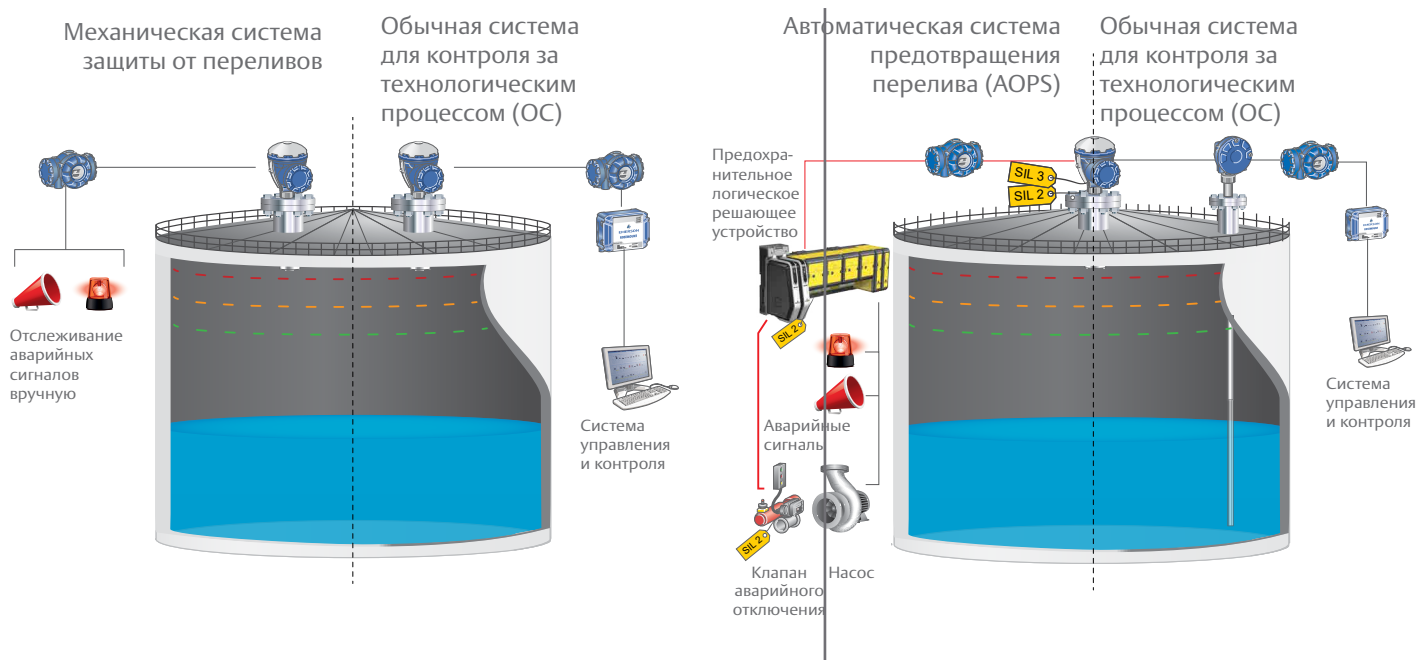 Механическая система
защиты от переливов
Обычная система
для контроля за
технологическим
процессом (ОС)
Отслеживание
аварийных
сигналов
вручную
EMERSON
Система
управления
и контроля
Автоматическая система
предотвращения
перелива (AOPS)
Обычная система
для контроля за
технологическим
процессом (ОС)
Предохра-
нительное
логическое
решающее
устройство
SIL 3
SIL 2
SIL 2
Аварийные
сигналы
SIL 2
Клапан
аварийного
отключения
Насос
EMERSON
Система
управления
и контроля